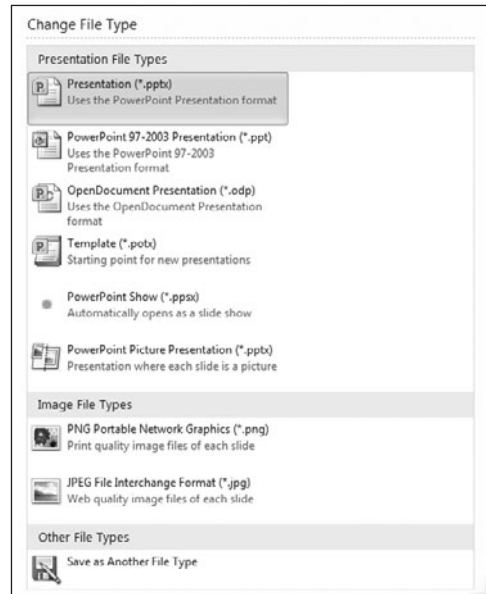 Change File Type
Presentation File Types
Presentation (*.pptx)
Uses the PowerPoint Presentation format
PowerPoint 97-2003 Presentation (*.ppt)
Uses the PowerPoint 97-2003
Presentation format
OpenDocument Presentation (*.odp)
Uses the OpenDocument Presentation
format
Template (*.potx)
Starting point for new presentations
PowerPoint Show (*.ppsx)
Automatically opens as a slide show
PowerPoint Picture Presentation (*.pptx)
Presentation where each slide is a picture
Image File Types
PNG Portable Network Graphics (*.png)
Print quality image files of each slide
JPEG File Interchange Format (*.jpg)
Web quality image files of each slide
Other File Types
Save as Another File Type